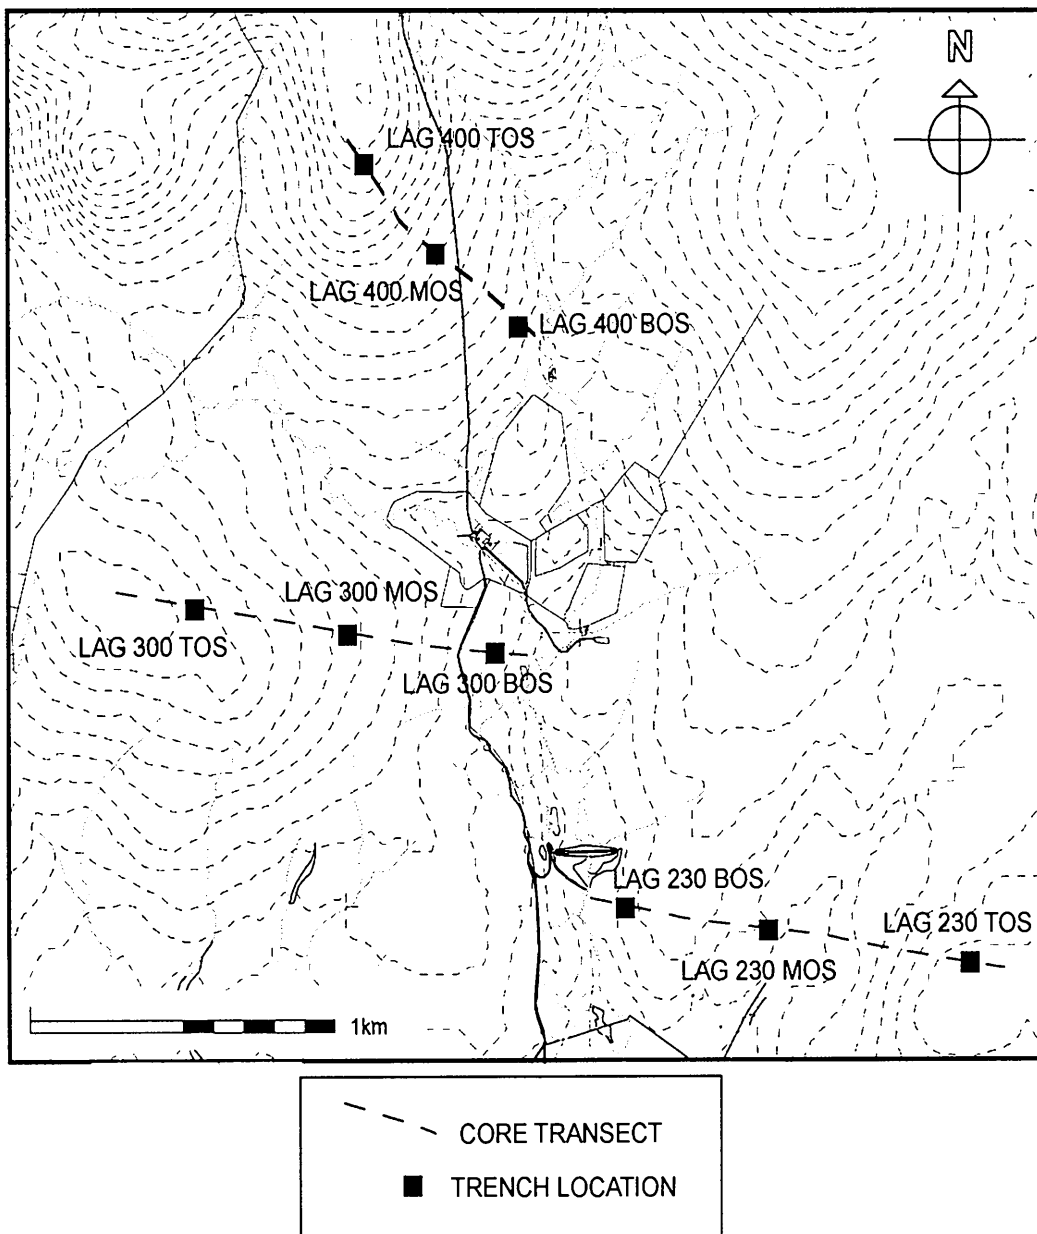 N
LAG 400 TOS
LAG 400 MOS
LAG 400 BOS
LAG 300 MOS
LAG 300 TOS
LAG 300 BOS
LAG 230 BOS
LAG 230 TOS
LAG 230 MOS
1km
CORE TRANSECT
TRENCH LOCATION